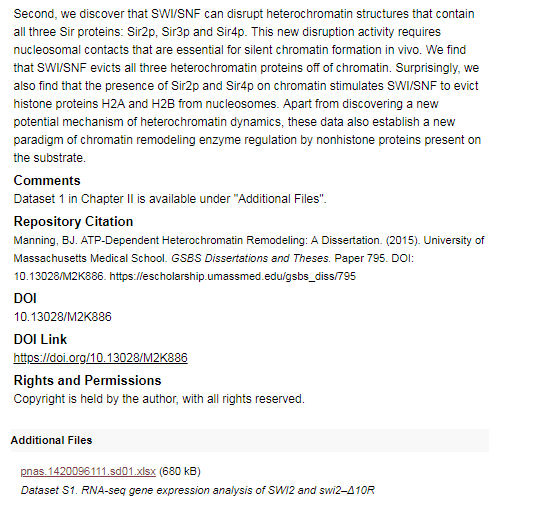 Second, we discover that SWI/SNF can disrupt heterochromatin structures that contain
all three Sir proteins: Sir2p, Sir3p and Sir4p. This new disruption activity requires
nucleosomal contacts that are essential for silent chromatin formation in vivo. We find
that SWI/SNF evicts all three heterochromatin proteins off of chromatin. Surprisingly, we
also find that the presence of Sir2p and Sir4p on chromatin stimulates SWI/SNF to evict
histone proteins H2A and H2B from nucleosomes. Apart from discovering a new
potential mechanism of heterochromatin dynamics, these data also establish a new
paradigm of chromatin remodeling enzyme regulation by nonhistone proteins present on
the substrate.
Comments
Dataset 1 in Chapter II is available under "Additional Files".
Repository Citation
Manning, BJ. ATP-Dependent Heterochromatin Remodeling: A Dissertation. (2015). University of
Massachusetts Medical School. GSBS Dissertations and Theses. Paper 795. DOI:
10.13028/M2K886. https://escholarship.umassmed.edu/gsbs_diss/795
DOI
10.13028/M2K886
DOI Link
https://doi.org/10.13028/M2K886
Rights and Permissions
Copyright is held by the author, with all rights reserved.
Additional Files
pnas.1420096111.sd01.xlsx (680 kB)
Dataset S1. RNA-seq gene expression analysis of SWI2 and swi2–Δ10R